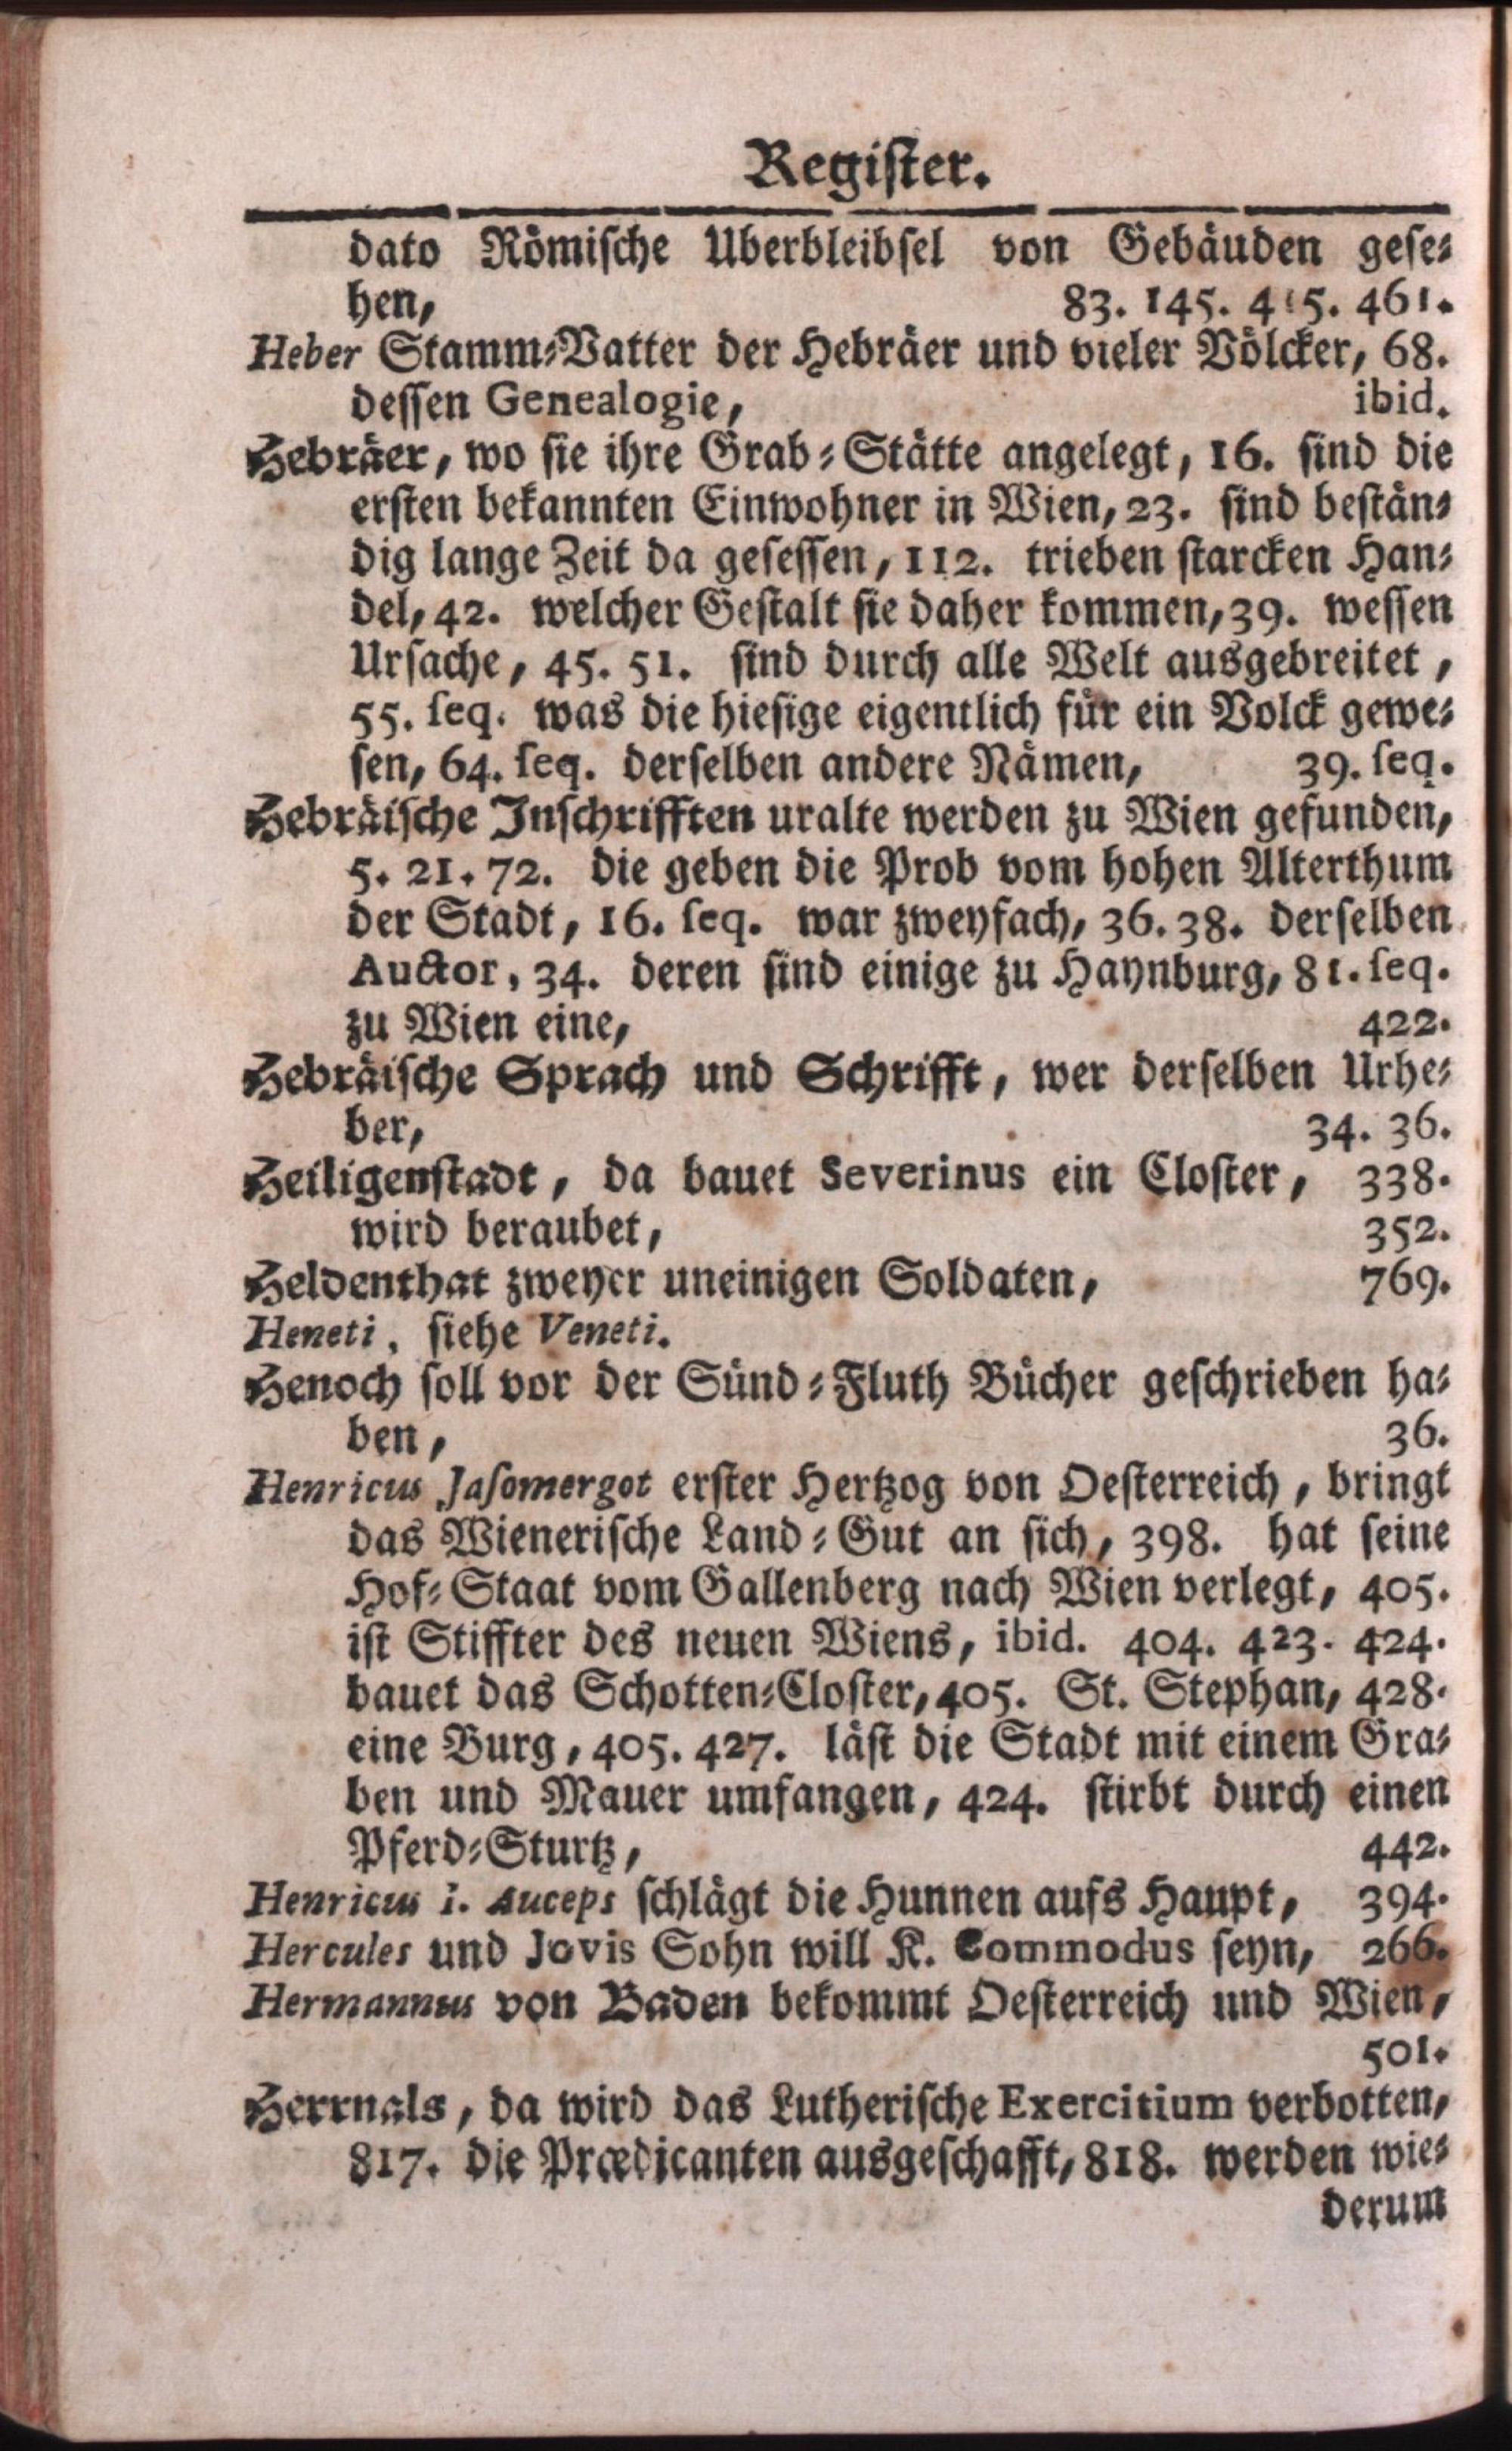 Register.
dato Römische Uberbleibsel von Gebäuden gese-
hen, 83. 145. 415. 461.
Heber Stamm-Vatter der Hebräer und vieler Völcker, 68.
dessen Genealogie, ibid.
Hebräer, wo sie ihre Grab-Stätte angelegt, 16. sind die
ersten bekannten Einwohner in Wien, 23. sind bestän-
dig lange Zeit da gesessen, 112. trieben starcken Han-
del, 42. welcher Gestalt sie daher kommen, 39. wessen
Ursache, 45. 51. sind durch alle Welt ausgebreitet,
55. seq. was die hiesige eigentlich für ein Volck gewe-
sen, 64. seq. derselben andere Nämen, 39. seq.
Hebräische Inschrifften uralte werden zu Wien gefunden,
5. 21. 72. die geben die Prob vom hohen Alterthum
der Stadt, 16. seq. war zweyfach, 36. 38. derselben
Auctor, 34. deren sind einige zu Haynburg, 81. seq.
zu Wien eine, 422.
Hebräische Sprach und Schrifft, wer derselben Urhe-
ber, 34. 36.
Heiligenstadt, da bauet Severinus ein Closter, 338.
wird beraubet, 352.
Heldenthat zweyer uneinigen Soldaten, 769.
Heneti, siehe Veneti.
Henoch soll vor der Sünd-Fluth Bücher geschrieben ha-
ben, 36.
Henricus Jasomergot erster Hertzog von Oesterreich, bringt
das Wienerische Land-Gut an sich, 398. hat seine
Hof-Staat vom Gallenberg nach Wien verlegt, 405.
ist Stiffter des neuen Wiens, ibid. 404. 423. 424.
bauet das Schotten-Closter, 405. St. Stephan, 428.
eine Burg, 405. 427. läst die Stadt mit einem Gra-
ben und Mauer umfangen, 424. stirbt durch einen
Pferd-Sturtz, 442.
Henricus i. Auceps schlägt die Hunnen aufs Haupt, 394.
Hercules und Jovis Sohn will K. Commodus seyn, 266.
Hermannus von Baden bekommt Oesterreich und Wien,
501.
Herrnals, da wird das Lutherische Exercitium verbotten,
817. die Prædicanten ausgeschafft, 818. werden wie-
derum